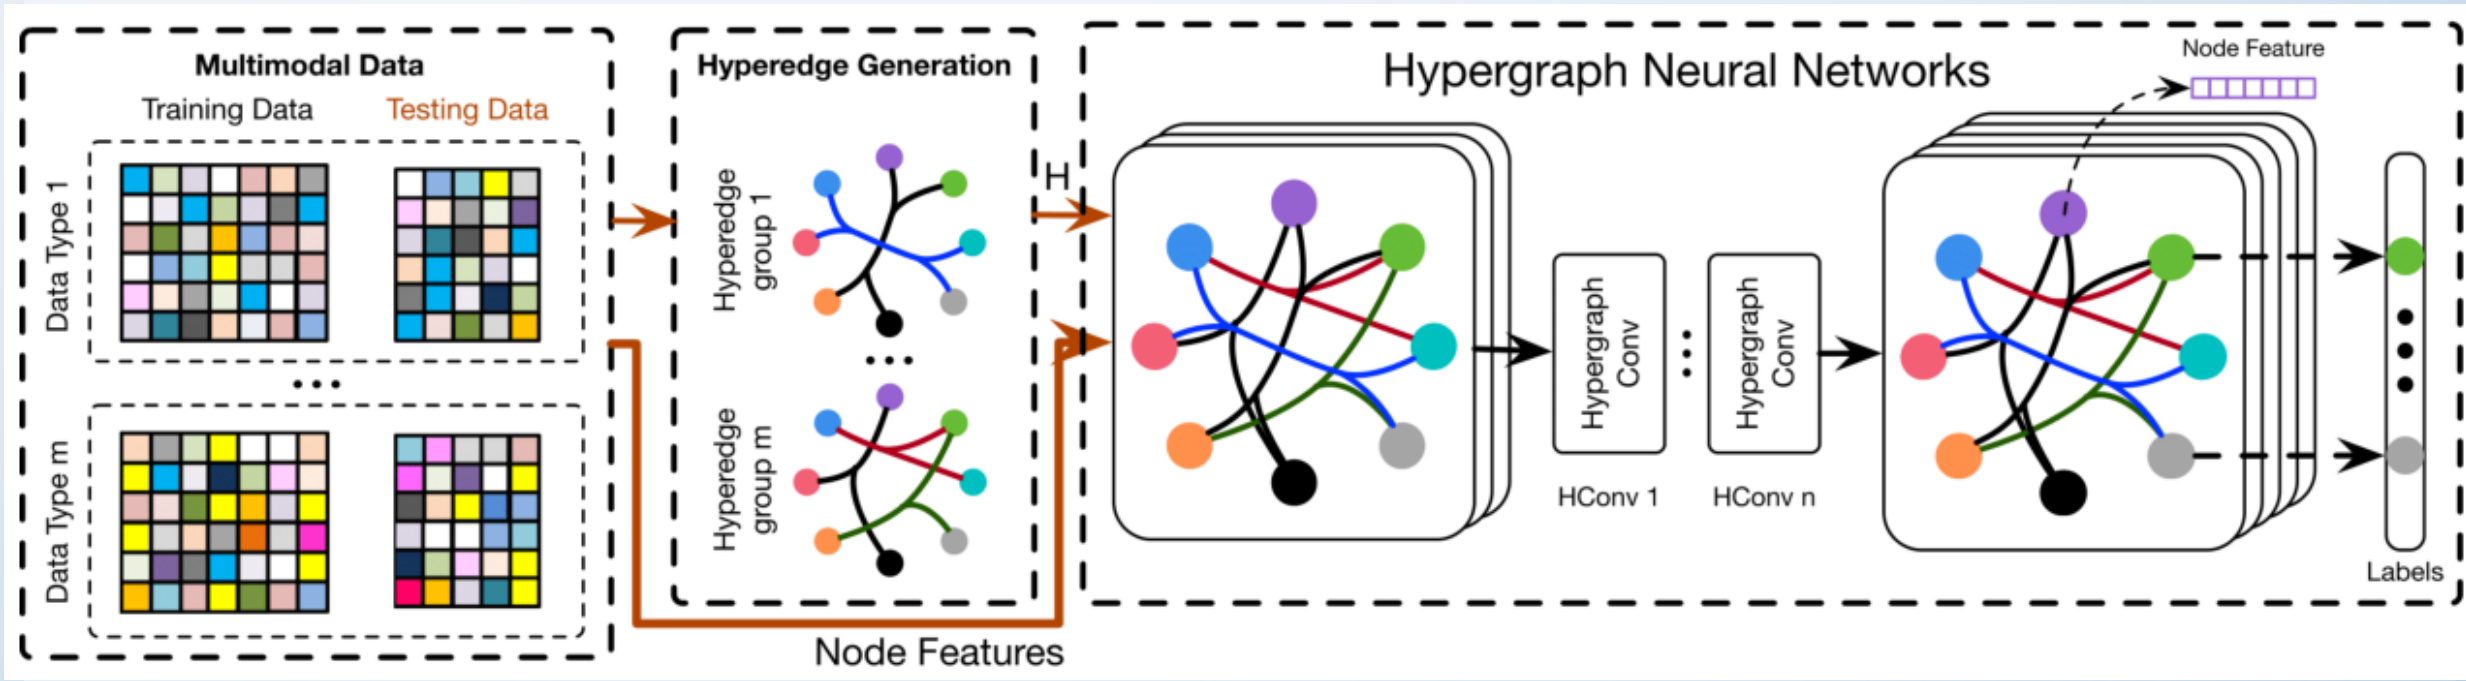 Multimodal Data
Training Data
Testing Data
Data Type 1
...
Data Type m
Hyperedge Generation
Hyperedge
group 1
...
Hyperedge
group m
H
Node Features
Hypergraph Neural Networks
Node Feature
Hypergraph
Conv
HConv 1
Hypergraph
Conv
HConv n
Labels